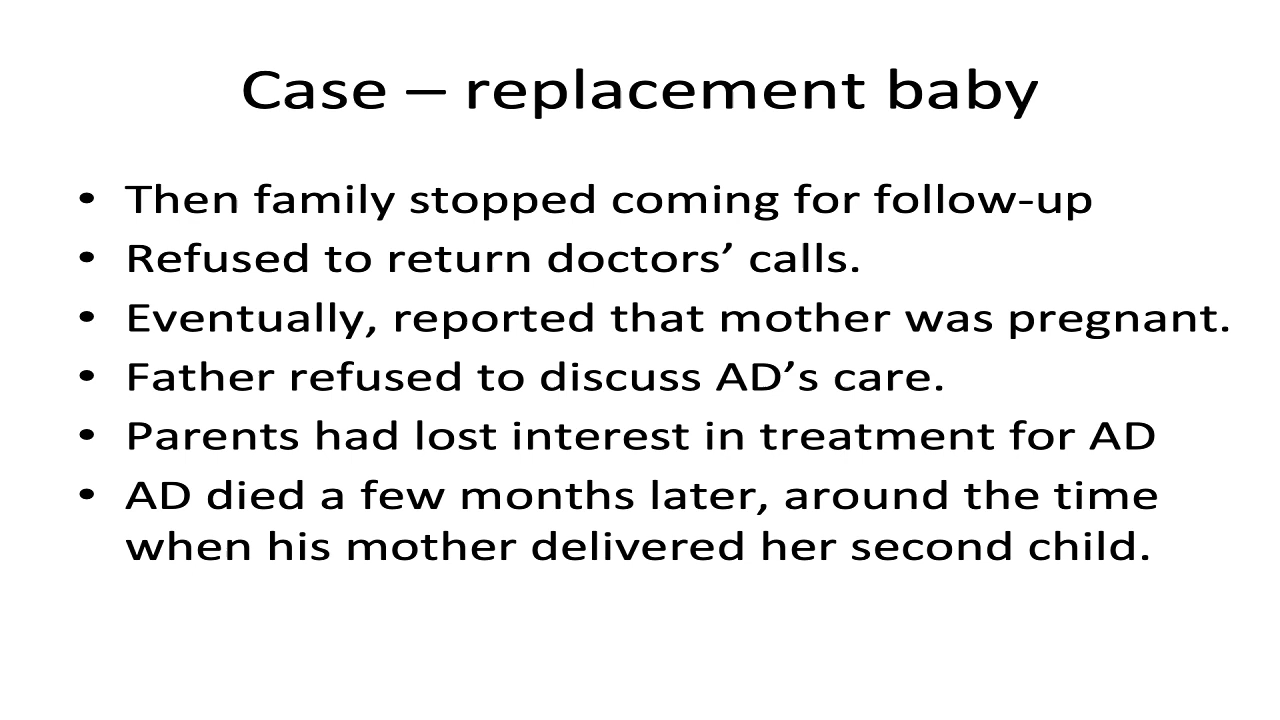 Case – replacement baby
• Then family stopped coming for follow-up
• Refused to return doctors’ calls.
• Eventually, reported that mother was pregnant.
• Father refused to discuss AD’s care.
• Parents had lost interest in treatment for AD
• AD died a few months later, around the time
when his mother delivered her second child.